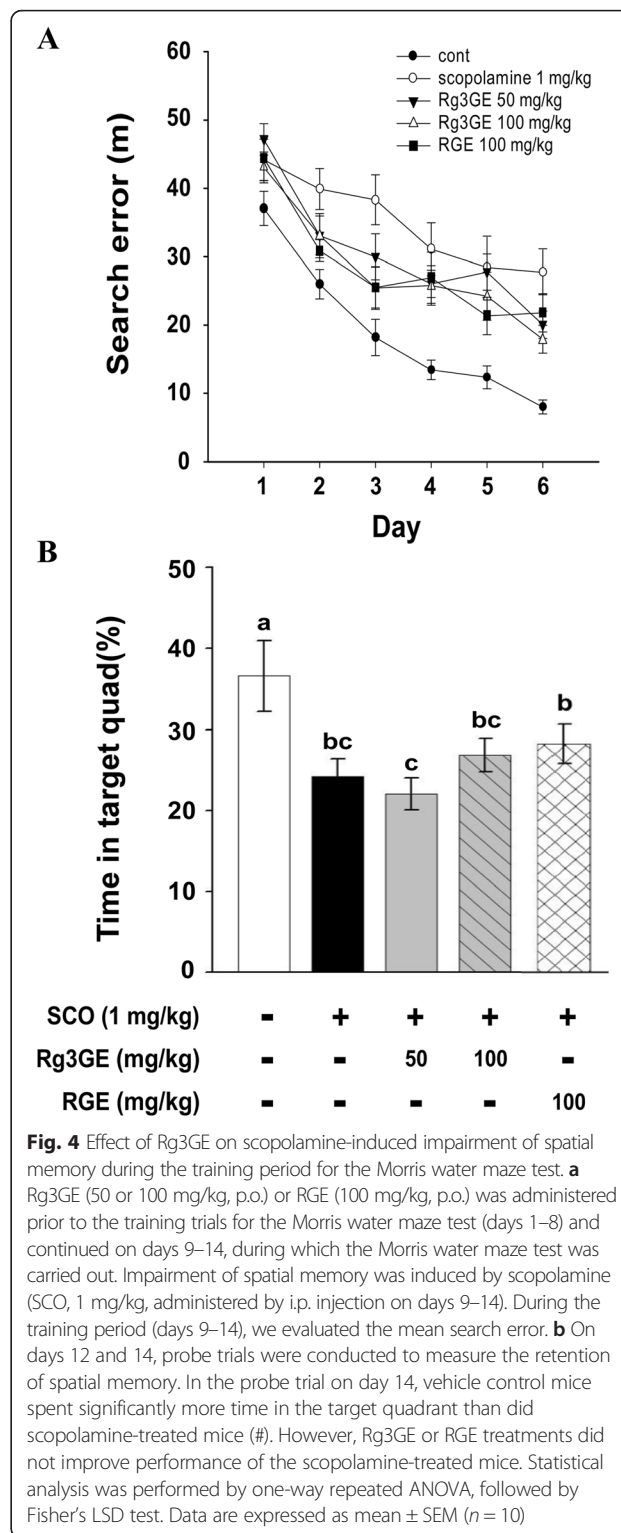 A
60
50
40
30
20
10
0
Search error (m)
cont
scopolamine 1 mg/kg
Rg3GE 50 mg/kg
Rg3GE 100 mg/kg
RGE 100 mg/kg
1 2 3 4 5 6
Day
B
50
40
30
20
10
0
Time in target quad(%)
a
bc
c
bc
b
SCO (1 mg/kg) - + + + +
Rg3GE (mg/kg) - - 50 100 -
RGE (mg/kg) - - - - 100
Fig. 4 Effect of Rg3GE on scopolamine-induced impairment of spatial
memory during the training period for the Morris water maze test. a
Rg3GE (50 or 100 mg/kg, p.o.) or RGE (100 mg/kg, p.o.) was administered
prior to the training trials for the Morris water maze test (days 1–8) and
continued on days 9–14, during which the Morris water maze test was
carried out. Impairment of spatial memory was induced by scopolamine
(SCO, 1 mg/kg, administered by i.p. injection on days 9–14). During the
training period (days 9–14), we evaluated the mean search error. b On
days 12 and 14, probe trials were conducted to measure the retention
of spatial memory. In the probe trial on day 14, vehicle control mice
spent significantly more time in the target quadrant than did
scopolamine-treated mice (#). However, Rg3GE or RGE treatments did
not improve performance of the scopolamine-treated mice. Statistical
analysis was performed by one-way repeated ANOVA, followed by
Fisher's LSD test. Data are expressed as mean ± SEM (n = 10)